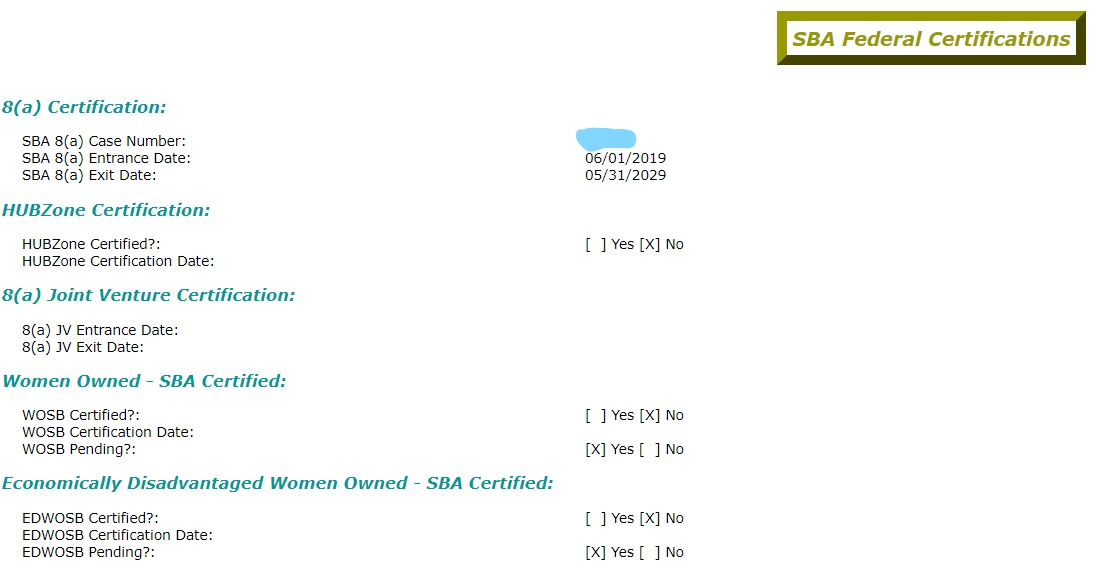 SBA Federal Certifications
8(a) Certification:
SBA 8(a) Case Number:
SBA 8(a) Entrance Date: 06/01/2019
SBA 8(a) Exit Date: 05/31/2029
HUBZone Certification:
HUBZone Certified?: [ ] Yes [X] No
HUBZone Certification Date:
8(a) Joint Venture Certification:
8(a) JV Entrance Date:
8(a) JV Exit Date:
Women Owned - SBA Certified:
WOSB Certified?: [ ] Yes [X] No
WOSB Certification Date:
WOSB Pending?: [X] Yes [ ] No
Economically Disadvantaged Women Owned - SBA Certified:
EDWOSB Certified?: [ ] Yes [X] No
EDWOSB Certification Date:
EDWOSB Pending?: [X] Yes [ ] No